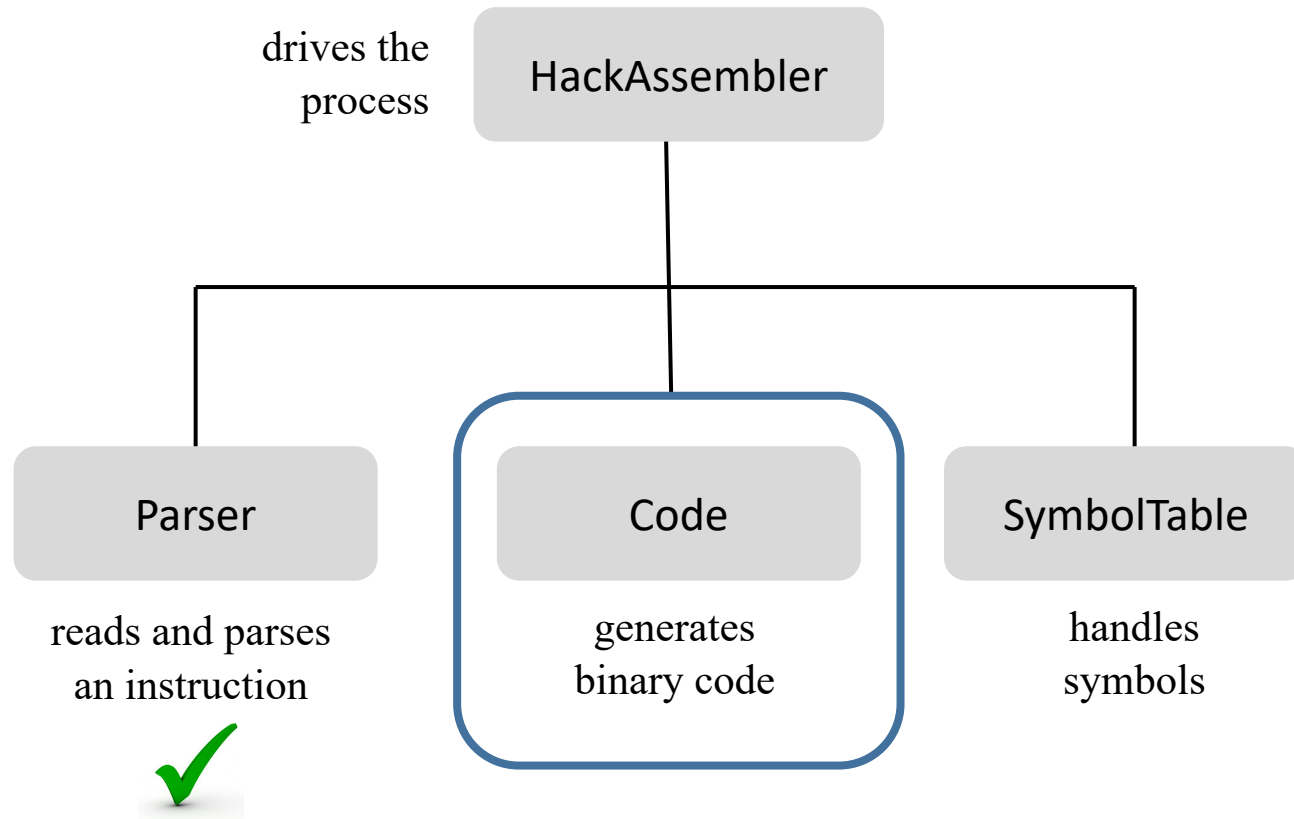 drives the
process
HackAssembler
Parser
Code
SymbolTable
reads and parses
an instruction
generates
binary code
handles
symbols